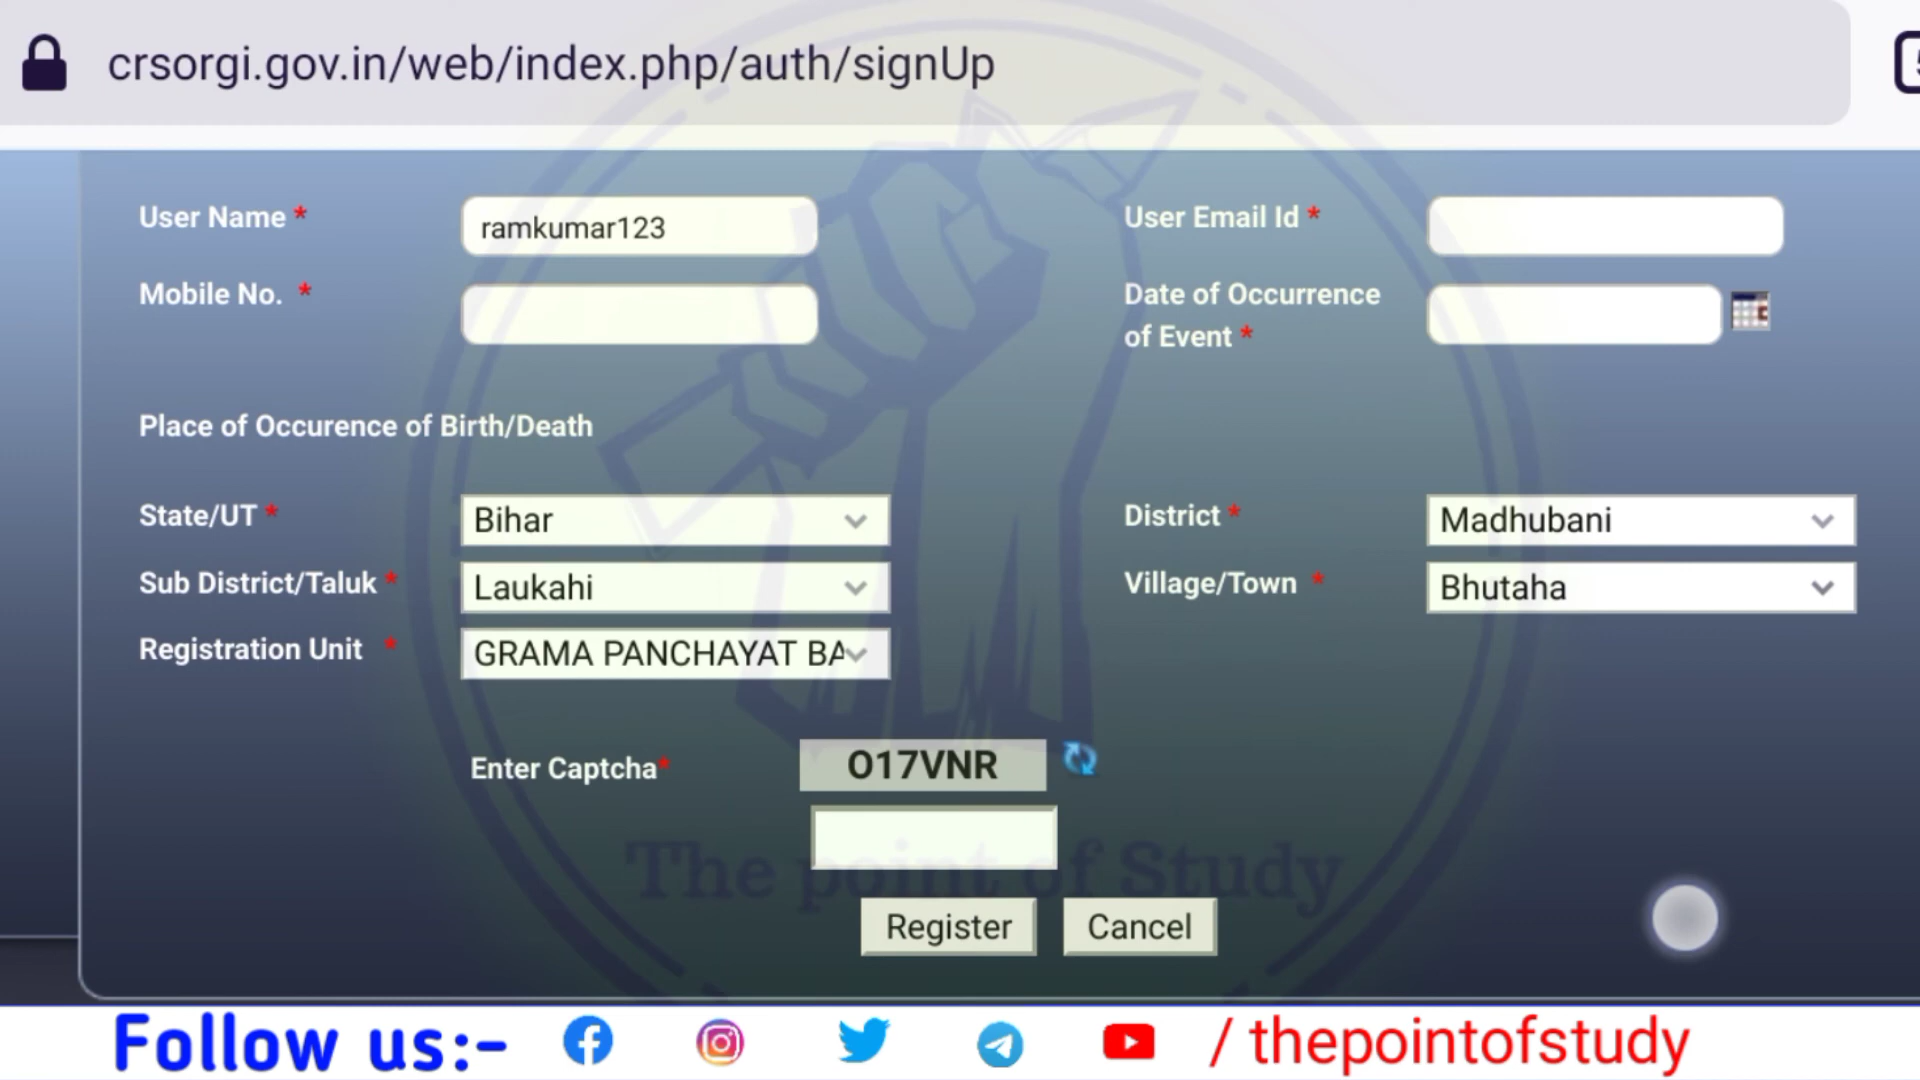 crsorgi.gov.in/web/index.php/auth/signUp
User Name * ramkumar123 User Email Id *
Mobile No. * Date of Occurrence
of Event *
Place of Occurence of Birth/Death
State/UT * Bihar District * Madhubani
Sub District/Taluk * Laukahi Village/Town * Bhutaha
Registration Unit * GRAMA PANCHAYAT BA
Enter Captcha* O17VNR
The point of Study
Register Cancel
Follow us:- / thepointofstudy